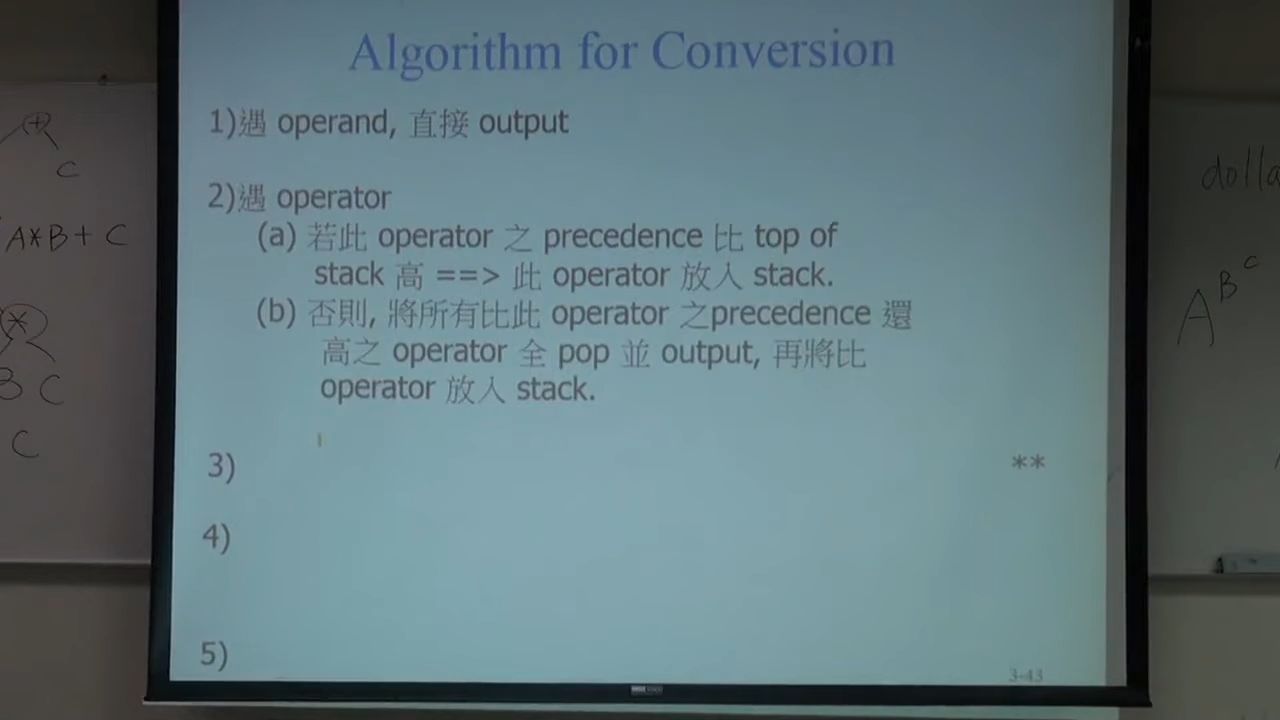 Algorithm for Conversion
1)遇 operand, 直接 output
2)遇 operator
(a) 若此 operator 之 precedence 比 top of
stack 高 ==> 此 operator 放入 stack.
(b) 否則, 將所有比此 operator 之precedence 還
高之 operator 全 pop 並 output, 再將比
operator 放入 stack.
3)
**
4)
5)
3-43
+
C
A*B+ C
*
B C
C
dolla
A^B^C